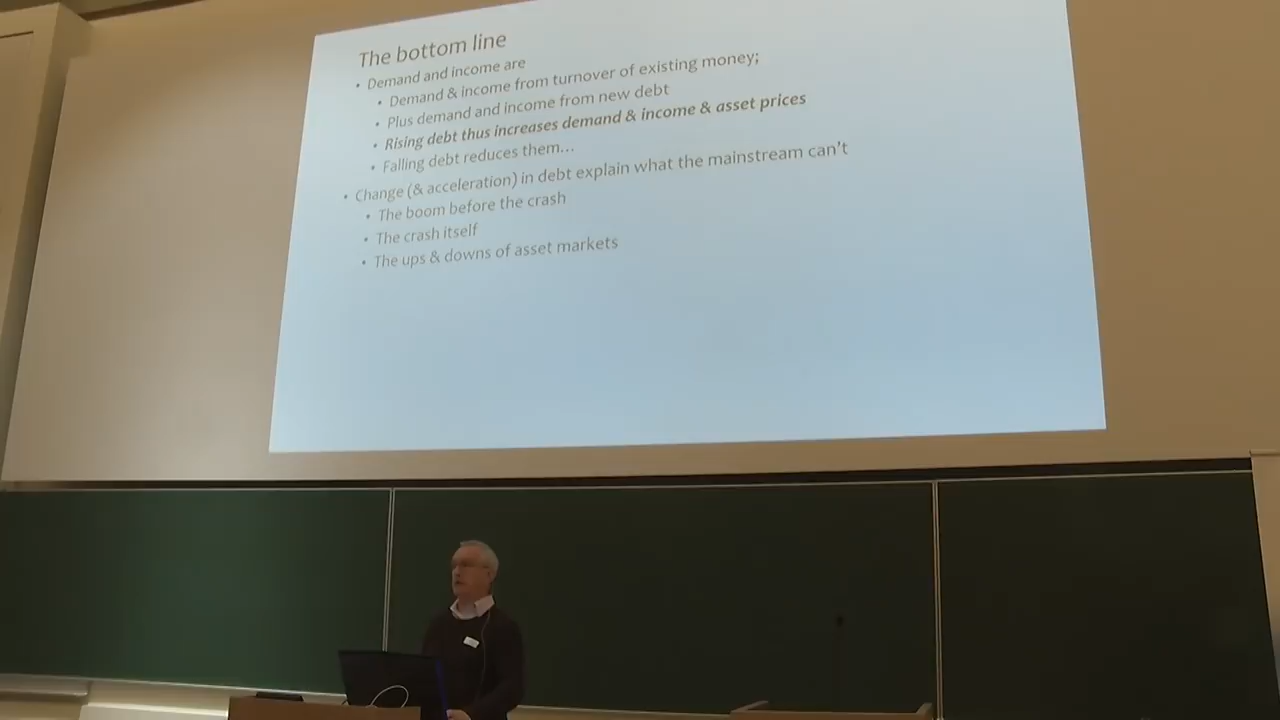 The bottom line
• Demand and income are
• Demand & income from turnover of existing money;
• Plus demand and income from new debt
• Rising debt thus increases demand & income & asset prices
• Falling debt reduces them...
• Change (& acceleration) in debt explain what the mainstream can't
• The boom before the crash
• The crash itself
• The ups & downs of asset markets